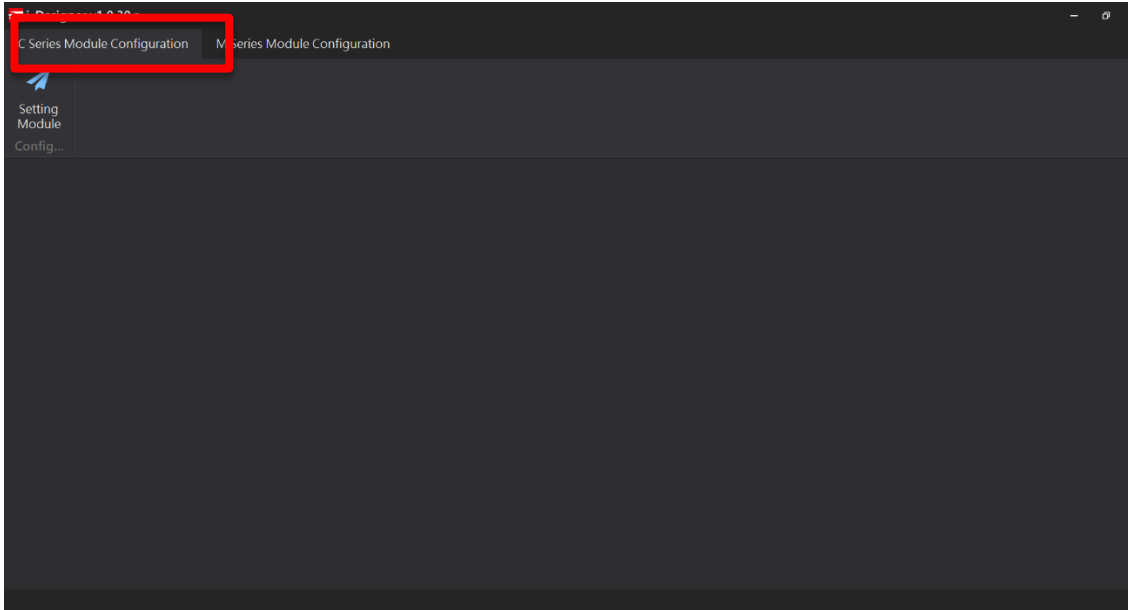 C Series Module Configuration
M Series Module Configuration
Setting
Module
Config...